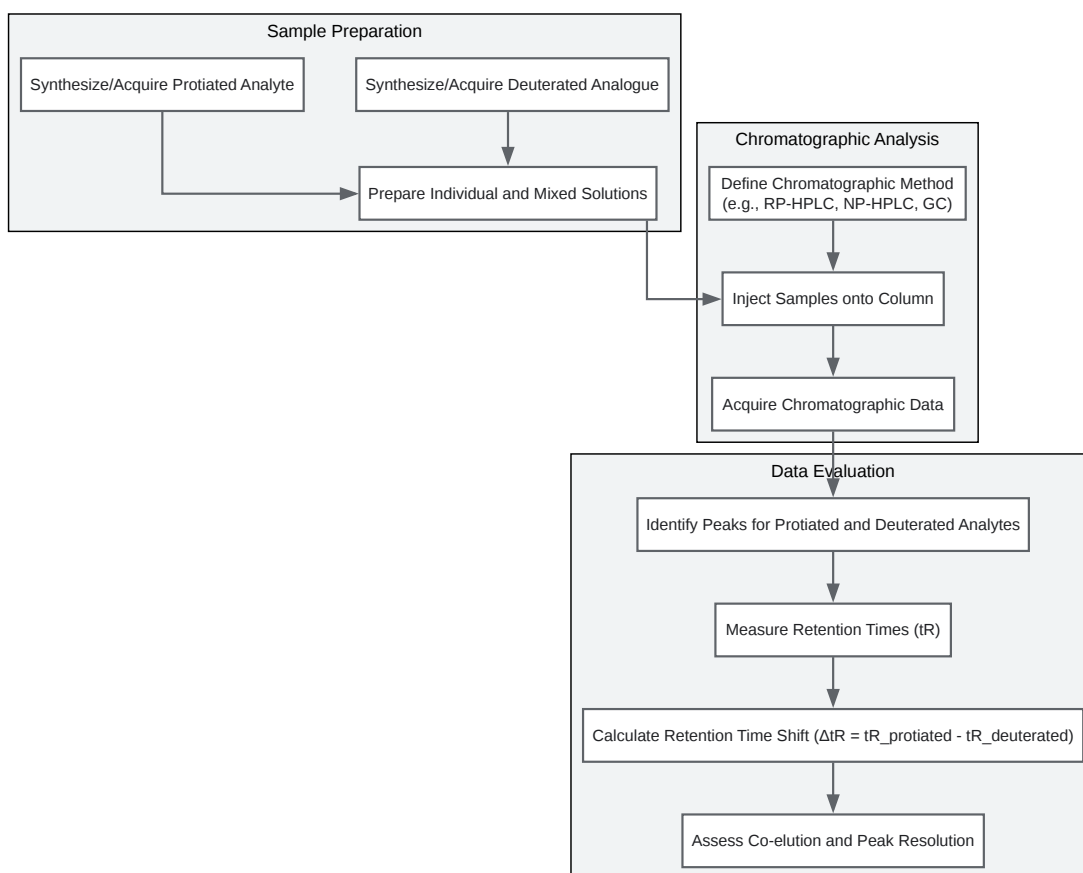 Sample Preparation
Synthesize/Acquire Protiated Analyte
Synthesize/Acquire Deuterated Analogue
Prepare Individual and Mixed Solutions
Chromatographic Analysis
Define Chromatographic Method
(e.g., RP-HPLC, NP-HPLC, GC)
Inject Samples onto Column
Acquire Chromatographic Data
Data Evaluation
Identify Peaks for Protiated and Deuterated Analytes
Measure Retention Times (tR)
Calculate Retention Time Shift (ΔtR = tR_protiated - tR_deuterated)
Assess Co-elution and Peak Resolution